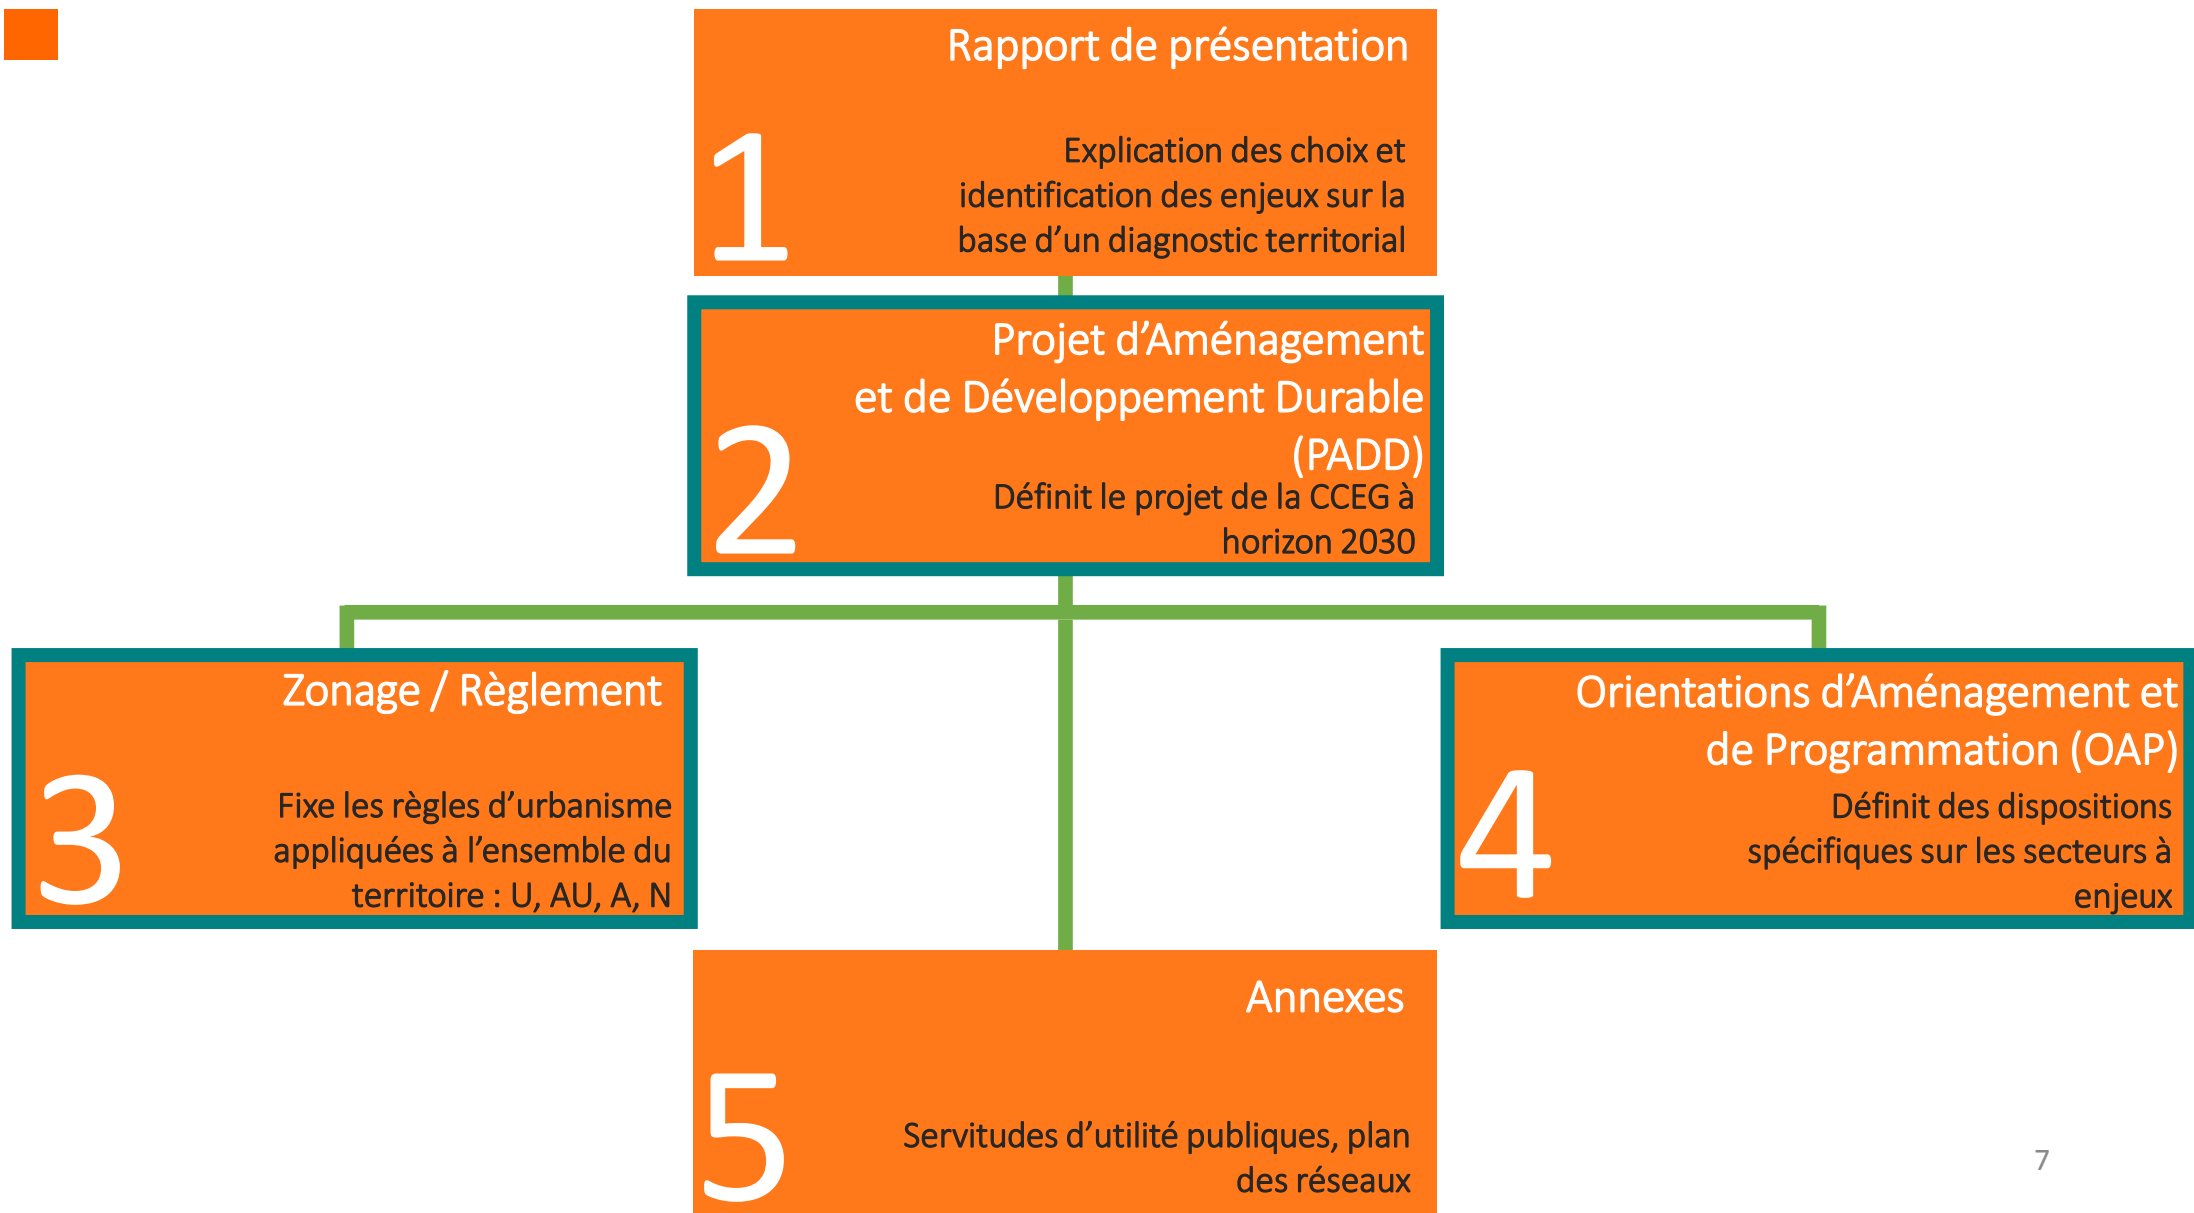 Rapport de présentation
1
Explication des choix et
identification des enjeux sur la
base d’un diagnostic territorial
Projet d’Aménagement
et de Développement Durable
(PADD)
2
Définit le projet de la CCEG à
horizon 2030
Zonage / Règlement
3
Fixe les règles d’urbanisme
appliquées à l’ensemble du
territoire : U, AU, A, N
Orientations d’Aménagement et
de Programmation (OAP)
4
Définit des dispositions
spécifiques sur les secteurs à
enjeux
Annexes
5
Servitudes d’utilité publiques, plan
des réseaux
7